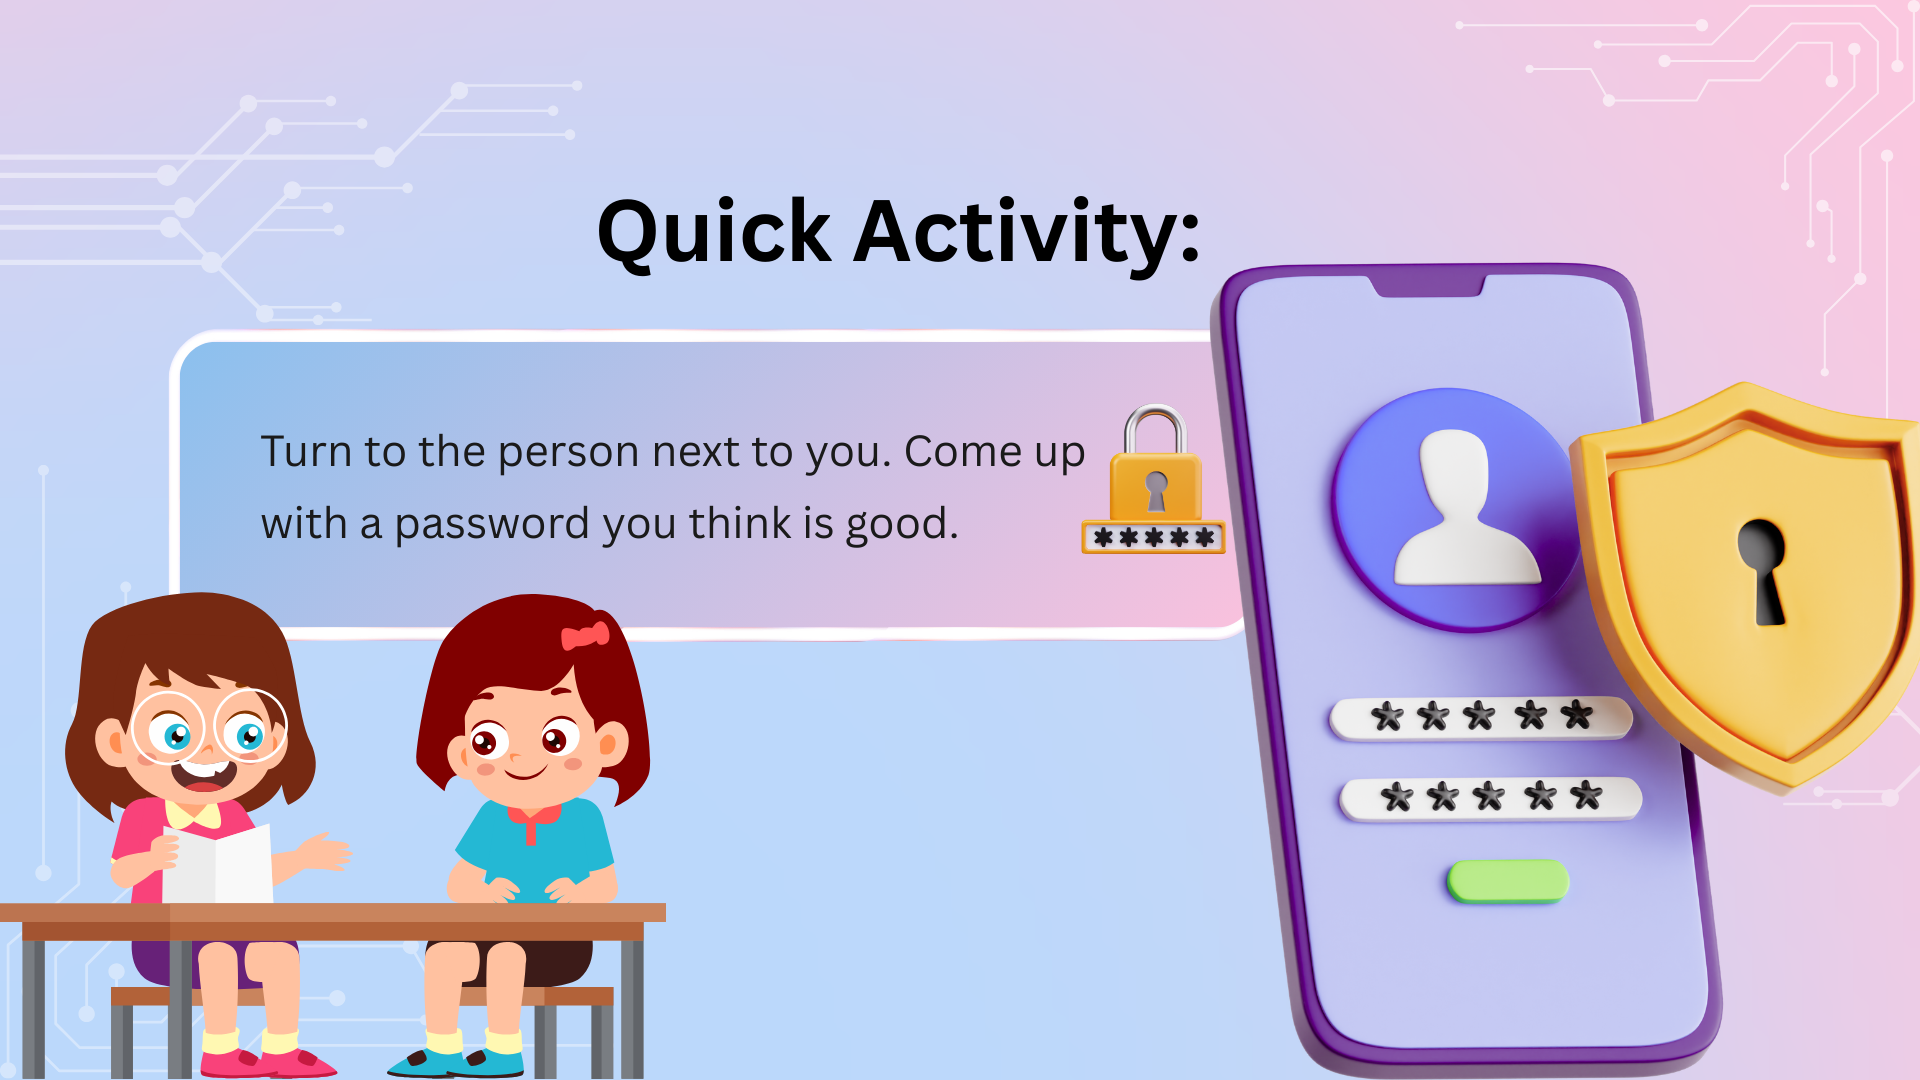 Quick Activity:
Turn to the person next to you. Come up
with a password you think is good.
*****
*****
*****